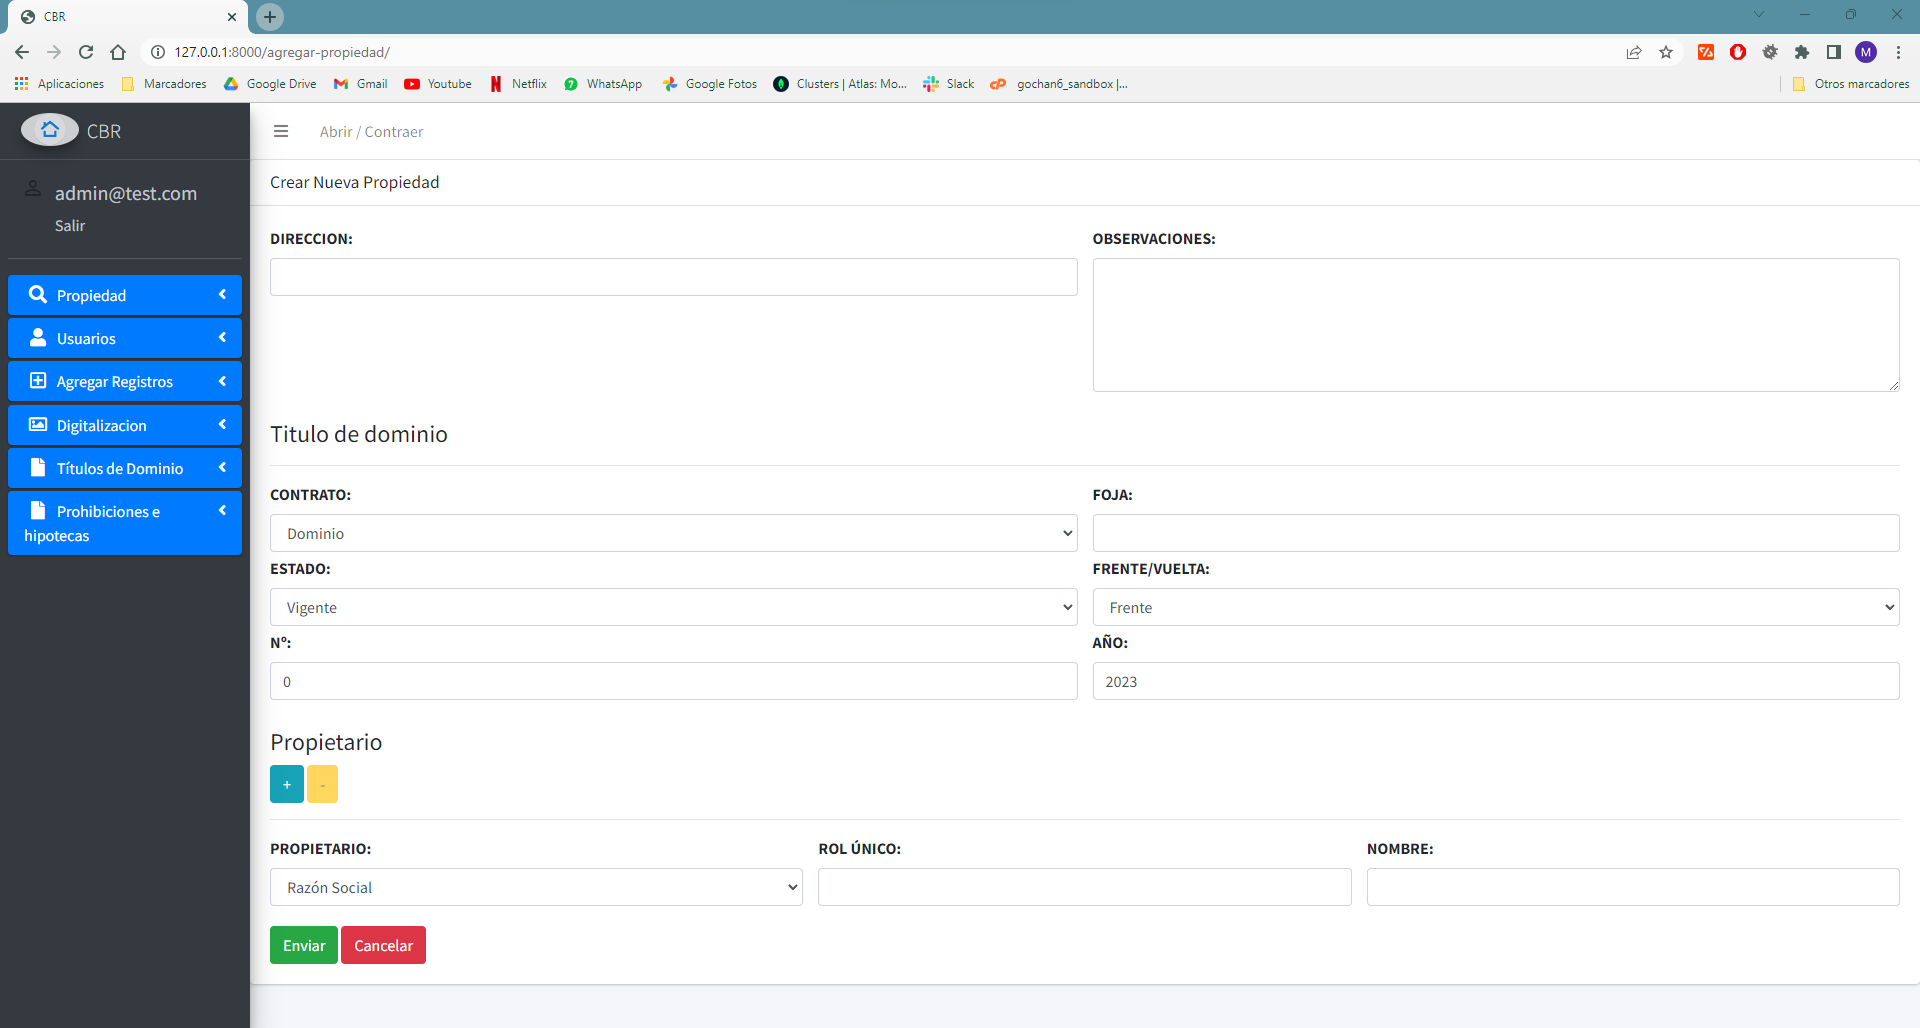 CBR
127.0.0.1:8000/agregar-propiedad/
Aplicaciones Marcadores Google Drive Gmail Youtube Netflix WhatsApp Google Fotos Clusters | Atlas: Mo... Slack gochan6_sandbox |... Otros marcadores
CBR
Abrir / Contraer
admin@test.com
Salir
Propiedad
Usuarios
Agregar Registros
Digitalizacion
Títulos de Dominio
Prohibiciones e
hipotecas
Crear Nueva Propiedad
DIRECCION: OBSERVACIONES:
Titulo de dominio
CONTRATO: FOJA:
Dominio
ESTADO: FRENTE/VUELTA:
Vigente Frente
Nº: AÑO:
0 2023
Propietario
+ -
PROPIETARIO: ROL ÚNICO: NOMBRE:
Razón Social
Enviar Cancelar